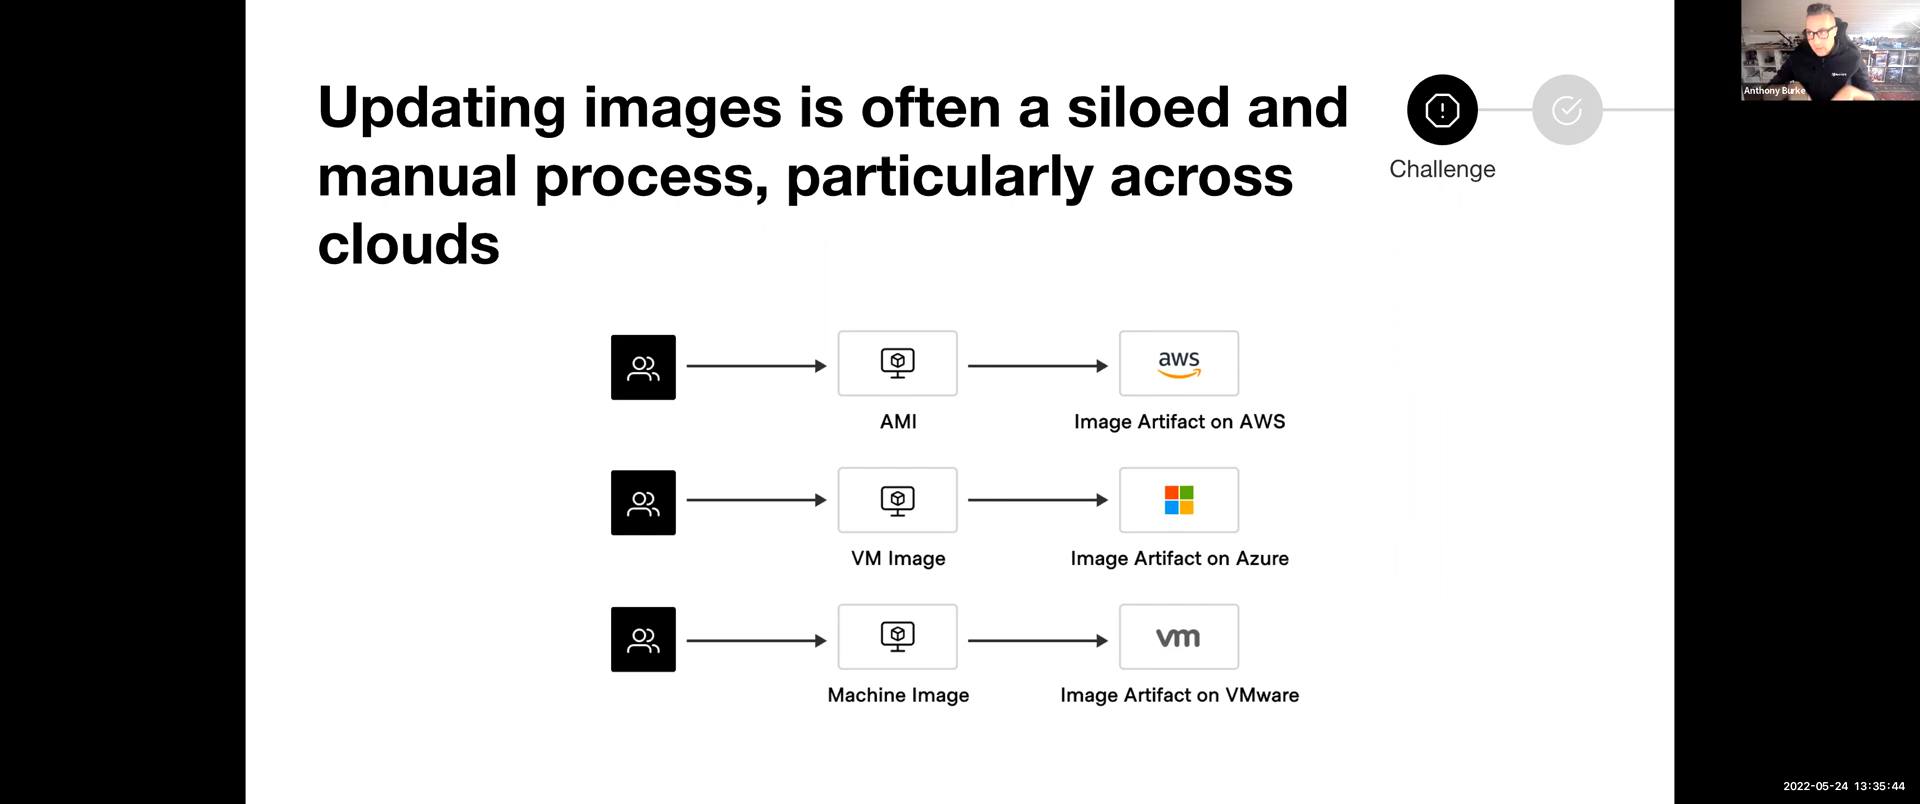 Updating images is often a siloed and
manual process, particularly across
clouds
Challenge
Anthony Burke
aws
AMI
Image Artifact on AWS
VM Image
Image Artifact on Azure
vm
Machine Image
Image Artifact on VMware
2022-05-24 13:35:44